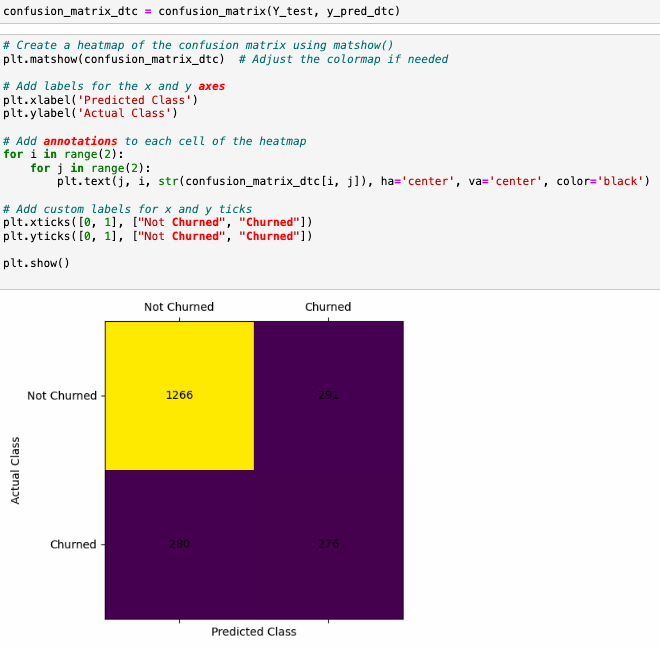 confusion_matrix_dtc = confusion_matrix(Y_test, y_pred_dtc)
# Create a heatmap of the confusion matrix using matshow()
plt.matshow(confusion_matrix_dtc)  # Adjust the colormap if needed
# Add labels for the x and y axes
plt.xlabel('Predicted Class')
plt.ylabel('Actual Class')
# Add annotations to each cell of the heatmap
for i in range(2):
    for j in range(2):
        plt.text(j, i, str(confusion_matrix_dtc[i, j]), ha='center', va='center', color='black')
# Add custom labels for x and y ticks
plt.xticks([0, 1], ["Not Churned", "Churned"])
plt.yticks([0, 1], ["Not Churned", "Churned"])
plt.show()
Not Churned Churned
Not Churned 1266 291
Actual Class
Churned 280 276
Predicted Class